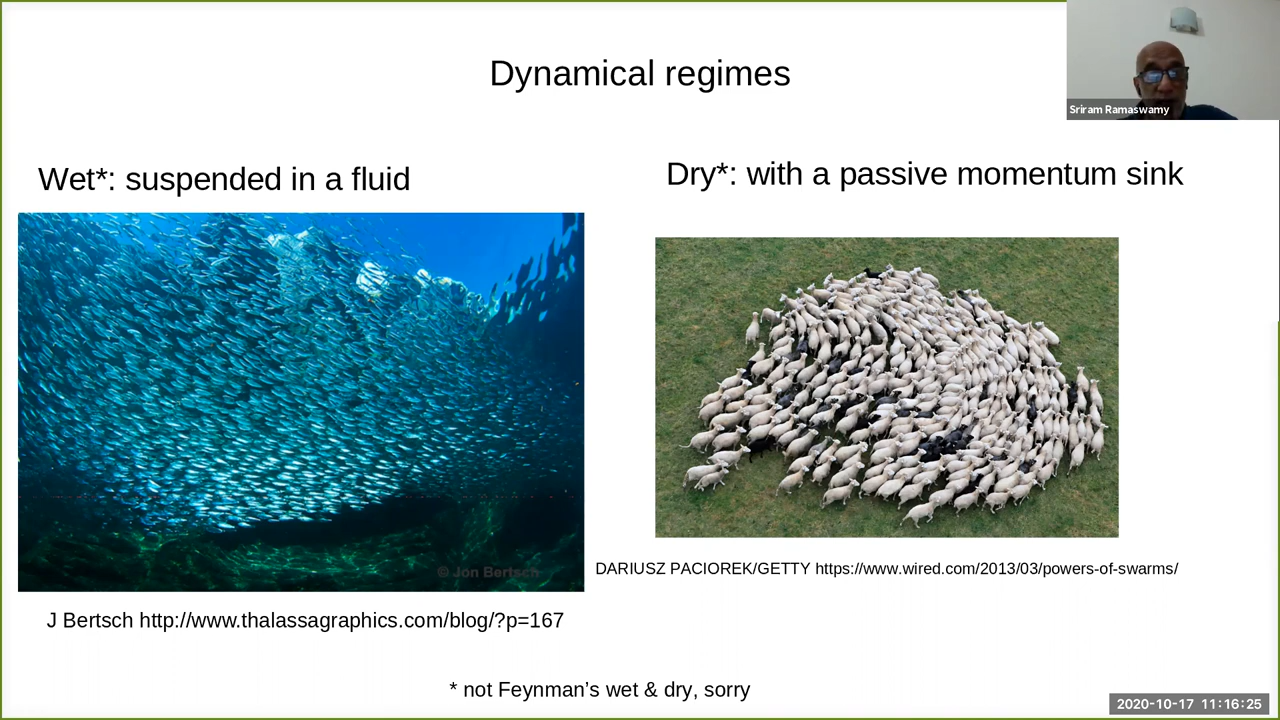 Dynamical regimes
Sriram Ramaswamy
Wet*: suspended in a fluid
Dry*: with a passive momentum sink
© Jon Bertsch
DARIUSZ PACIOREK/GETTY https://www.wired.com/2013/03/powers-of-swarms/
J Bertsch http://www.thalassagraphics.com/blog/?p=167
* not Feynman’s wet & dry, sorry
2020-10-17 11:16:25